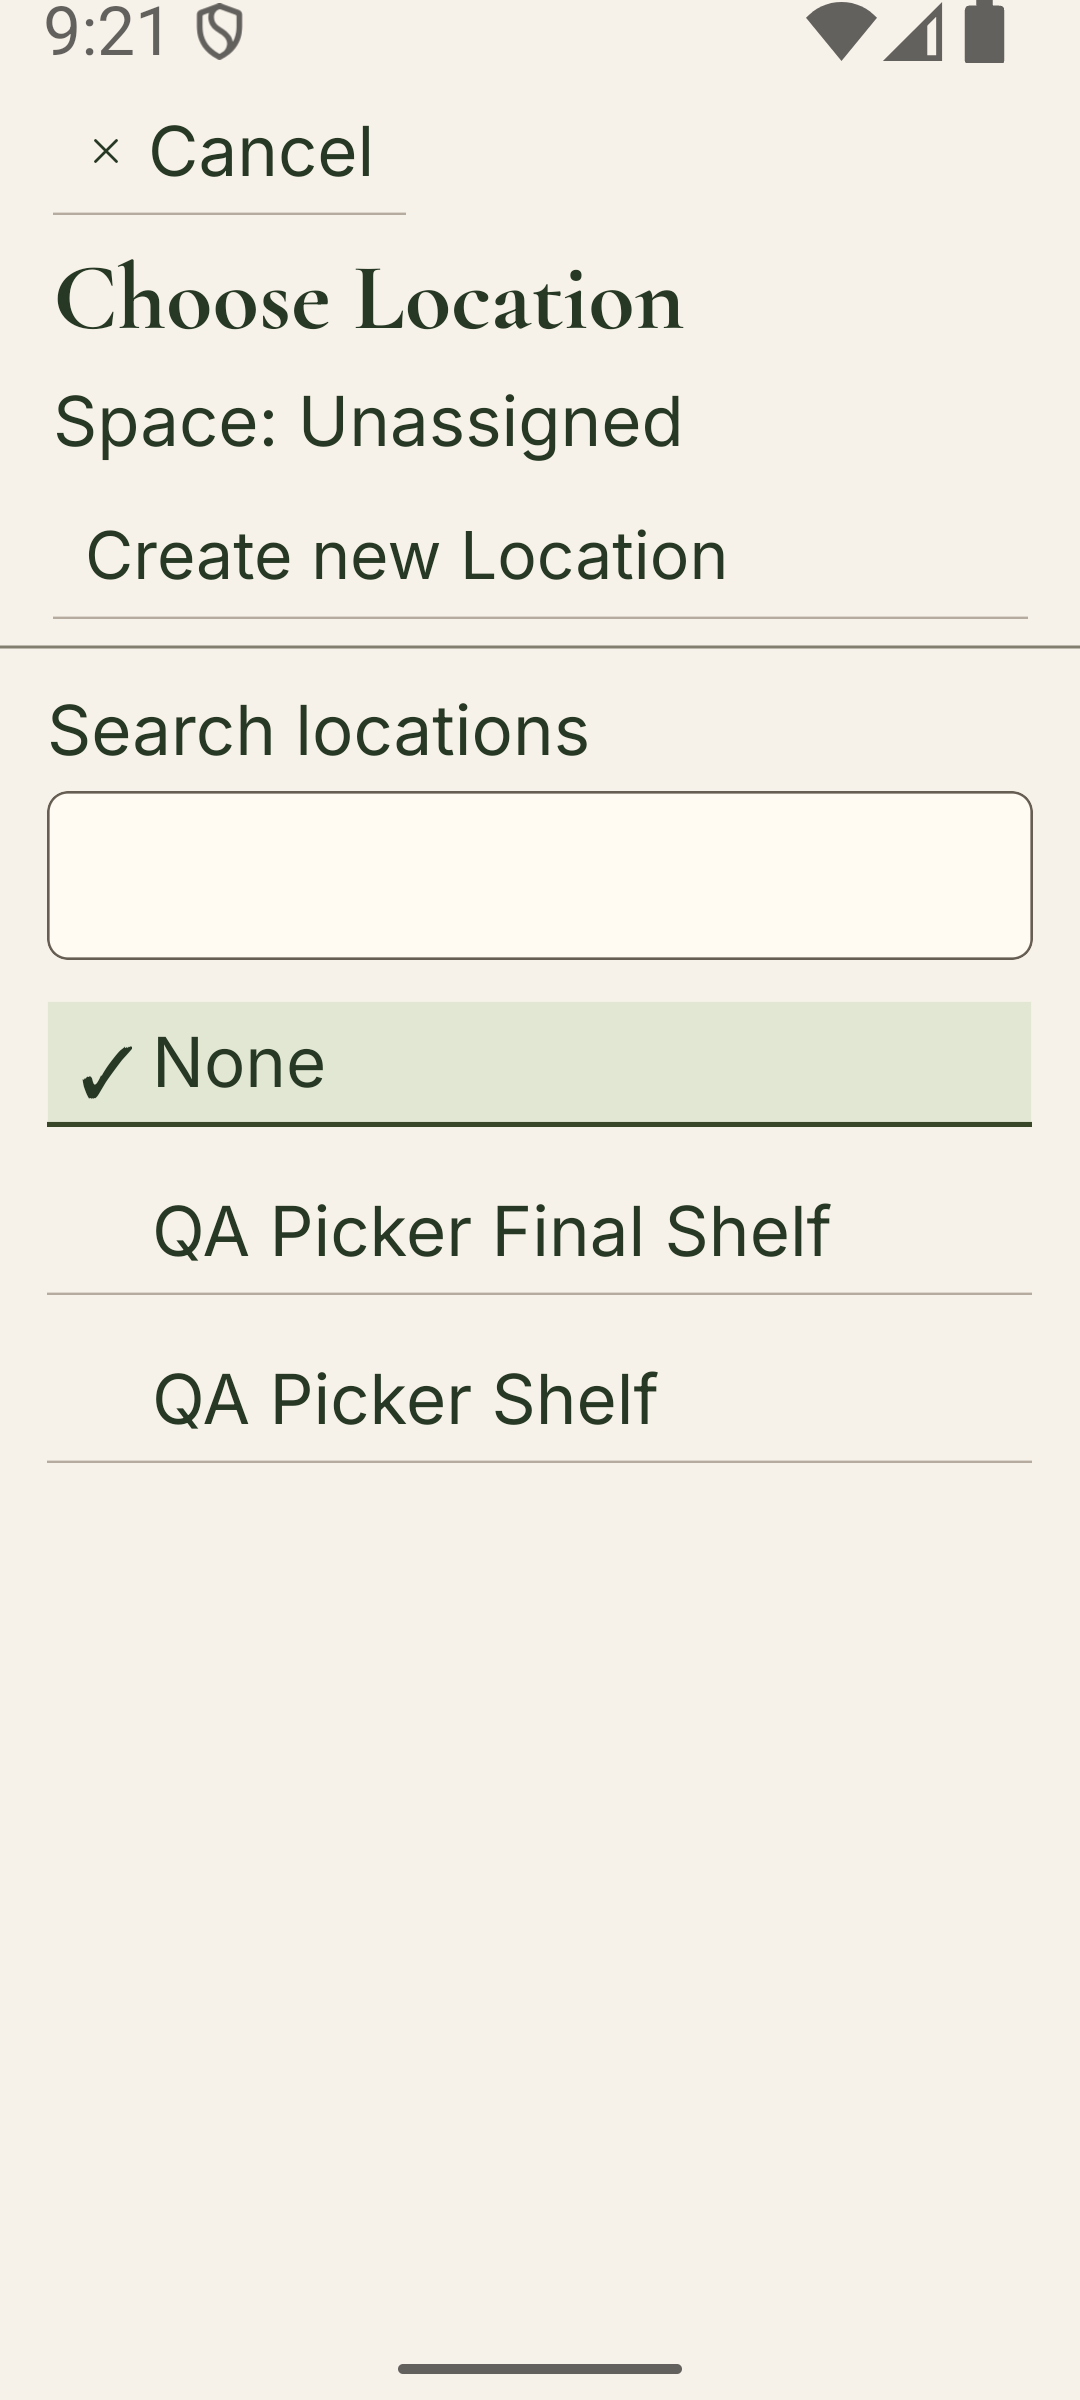 9:21
× Cancel
Choose Location
Space: Unassigned
Create new Location
Search locations
✓ None
QA Picker Final Shelf
QA Picker Shelf